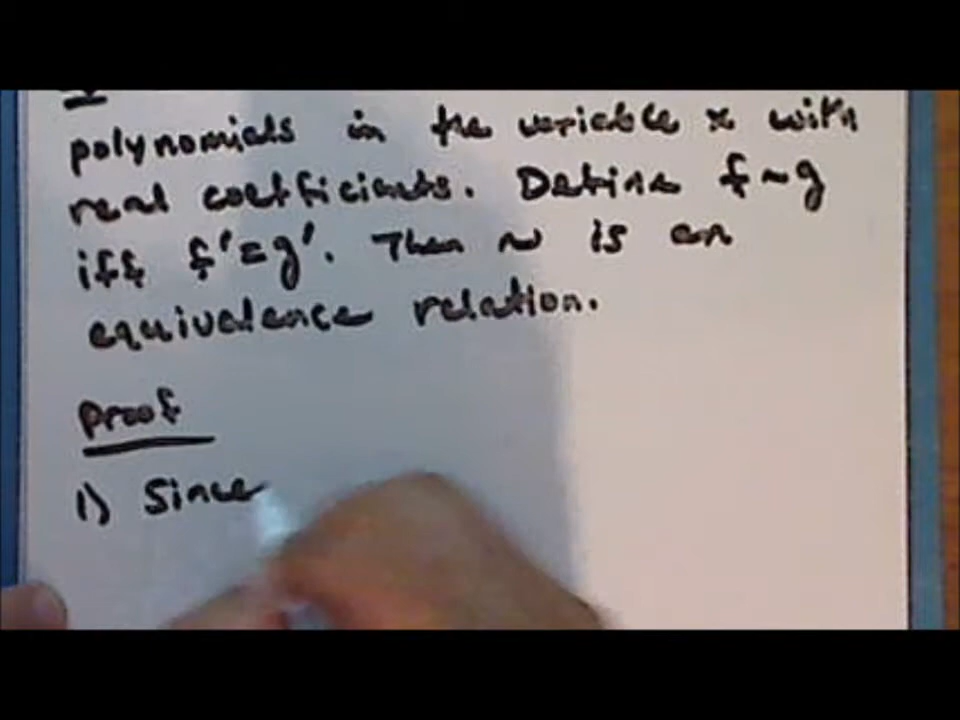 polynomials in the variable x with
real coefficients. Define f~g
iff f'=g'. Then ~ is an
equivalence relation.
Proof
1) Since